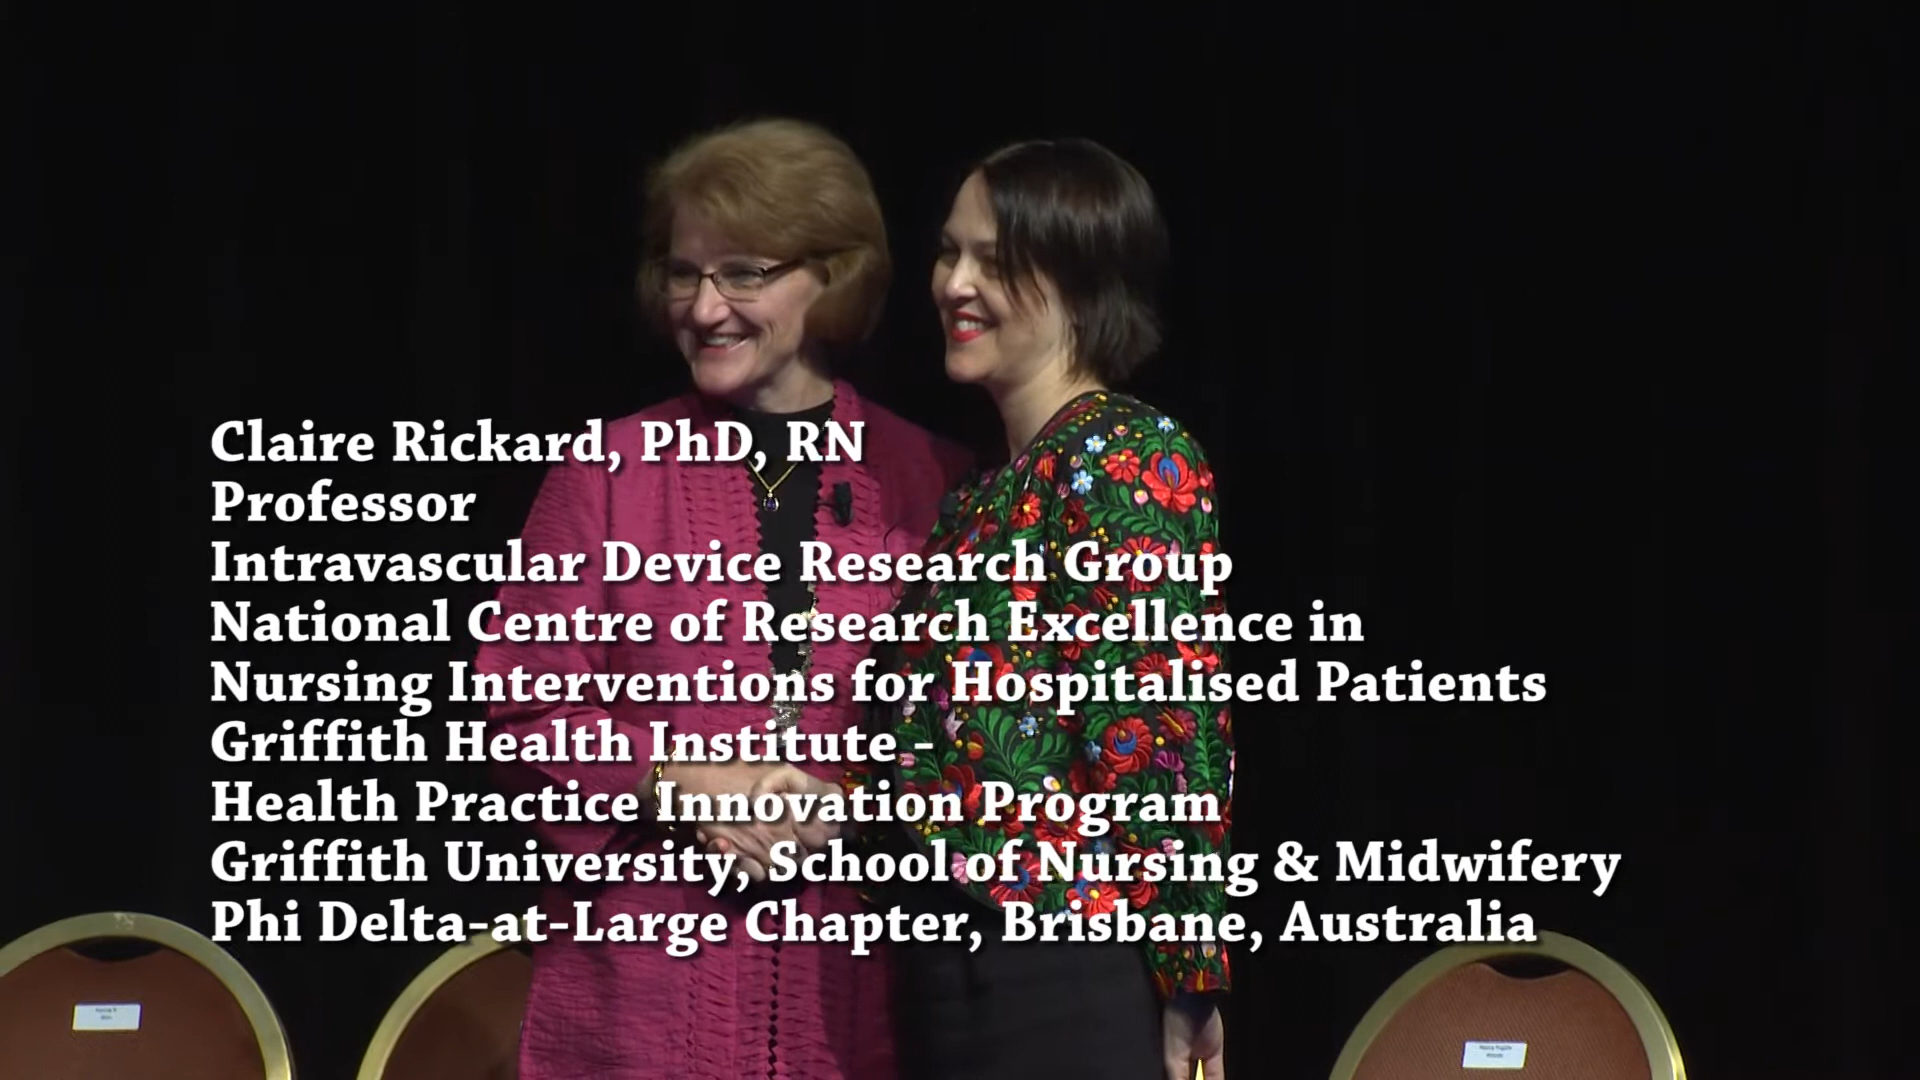 Claire Rickard, PhD, RN
Professor
Intravascular Device Research Group
National Centre of Research Excellence in
Nursing Interventions for Hospitalised Patients
Griffith Health Institute -
Health Practice Innovation Program
Griffith University, School of Nursing & Midwifery
Phi Delta-at-Large Chapter, Brisbane, Australia